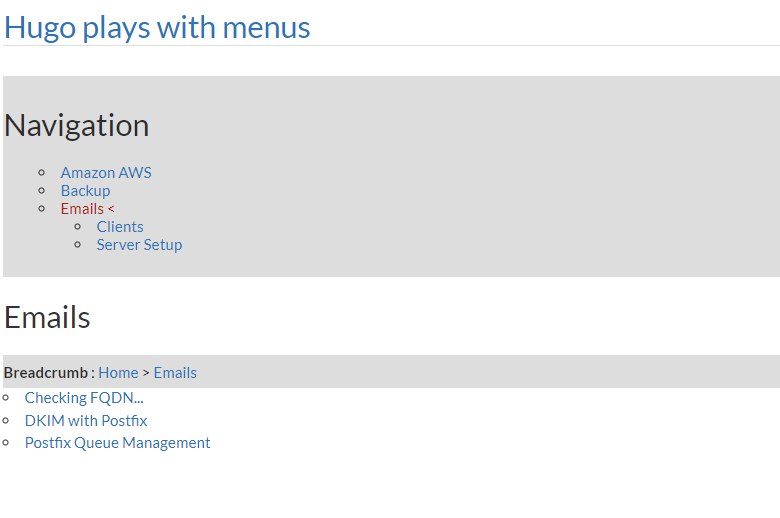 Hugo plays with menus
Navigation
Amazon AWS
Backup
Emails <
Clients
Server Setup
Emails
Breadcrumb : Home > Emails
Checking FQDN...
DKIM with Postfix
Postfix Queue Management